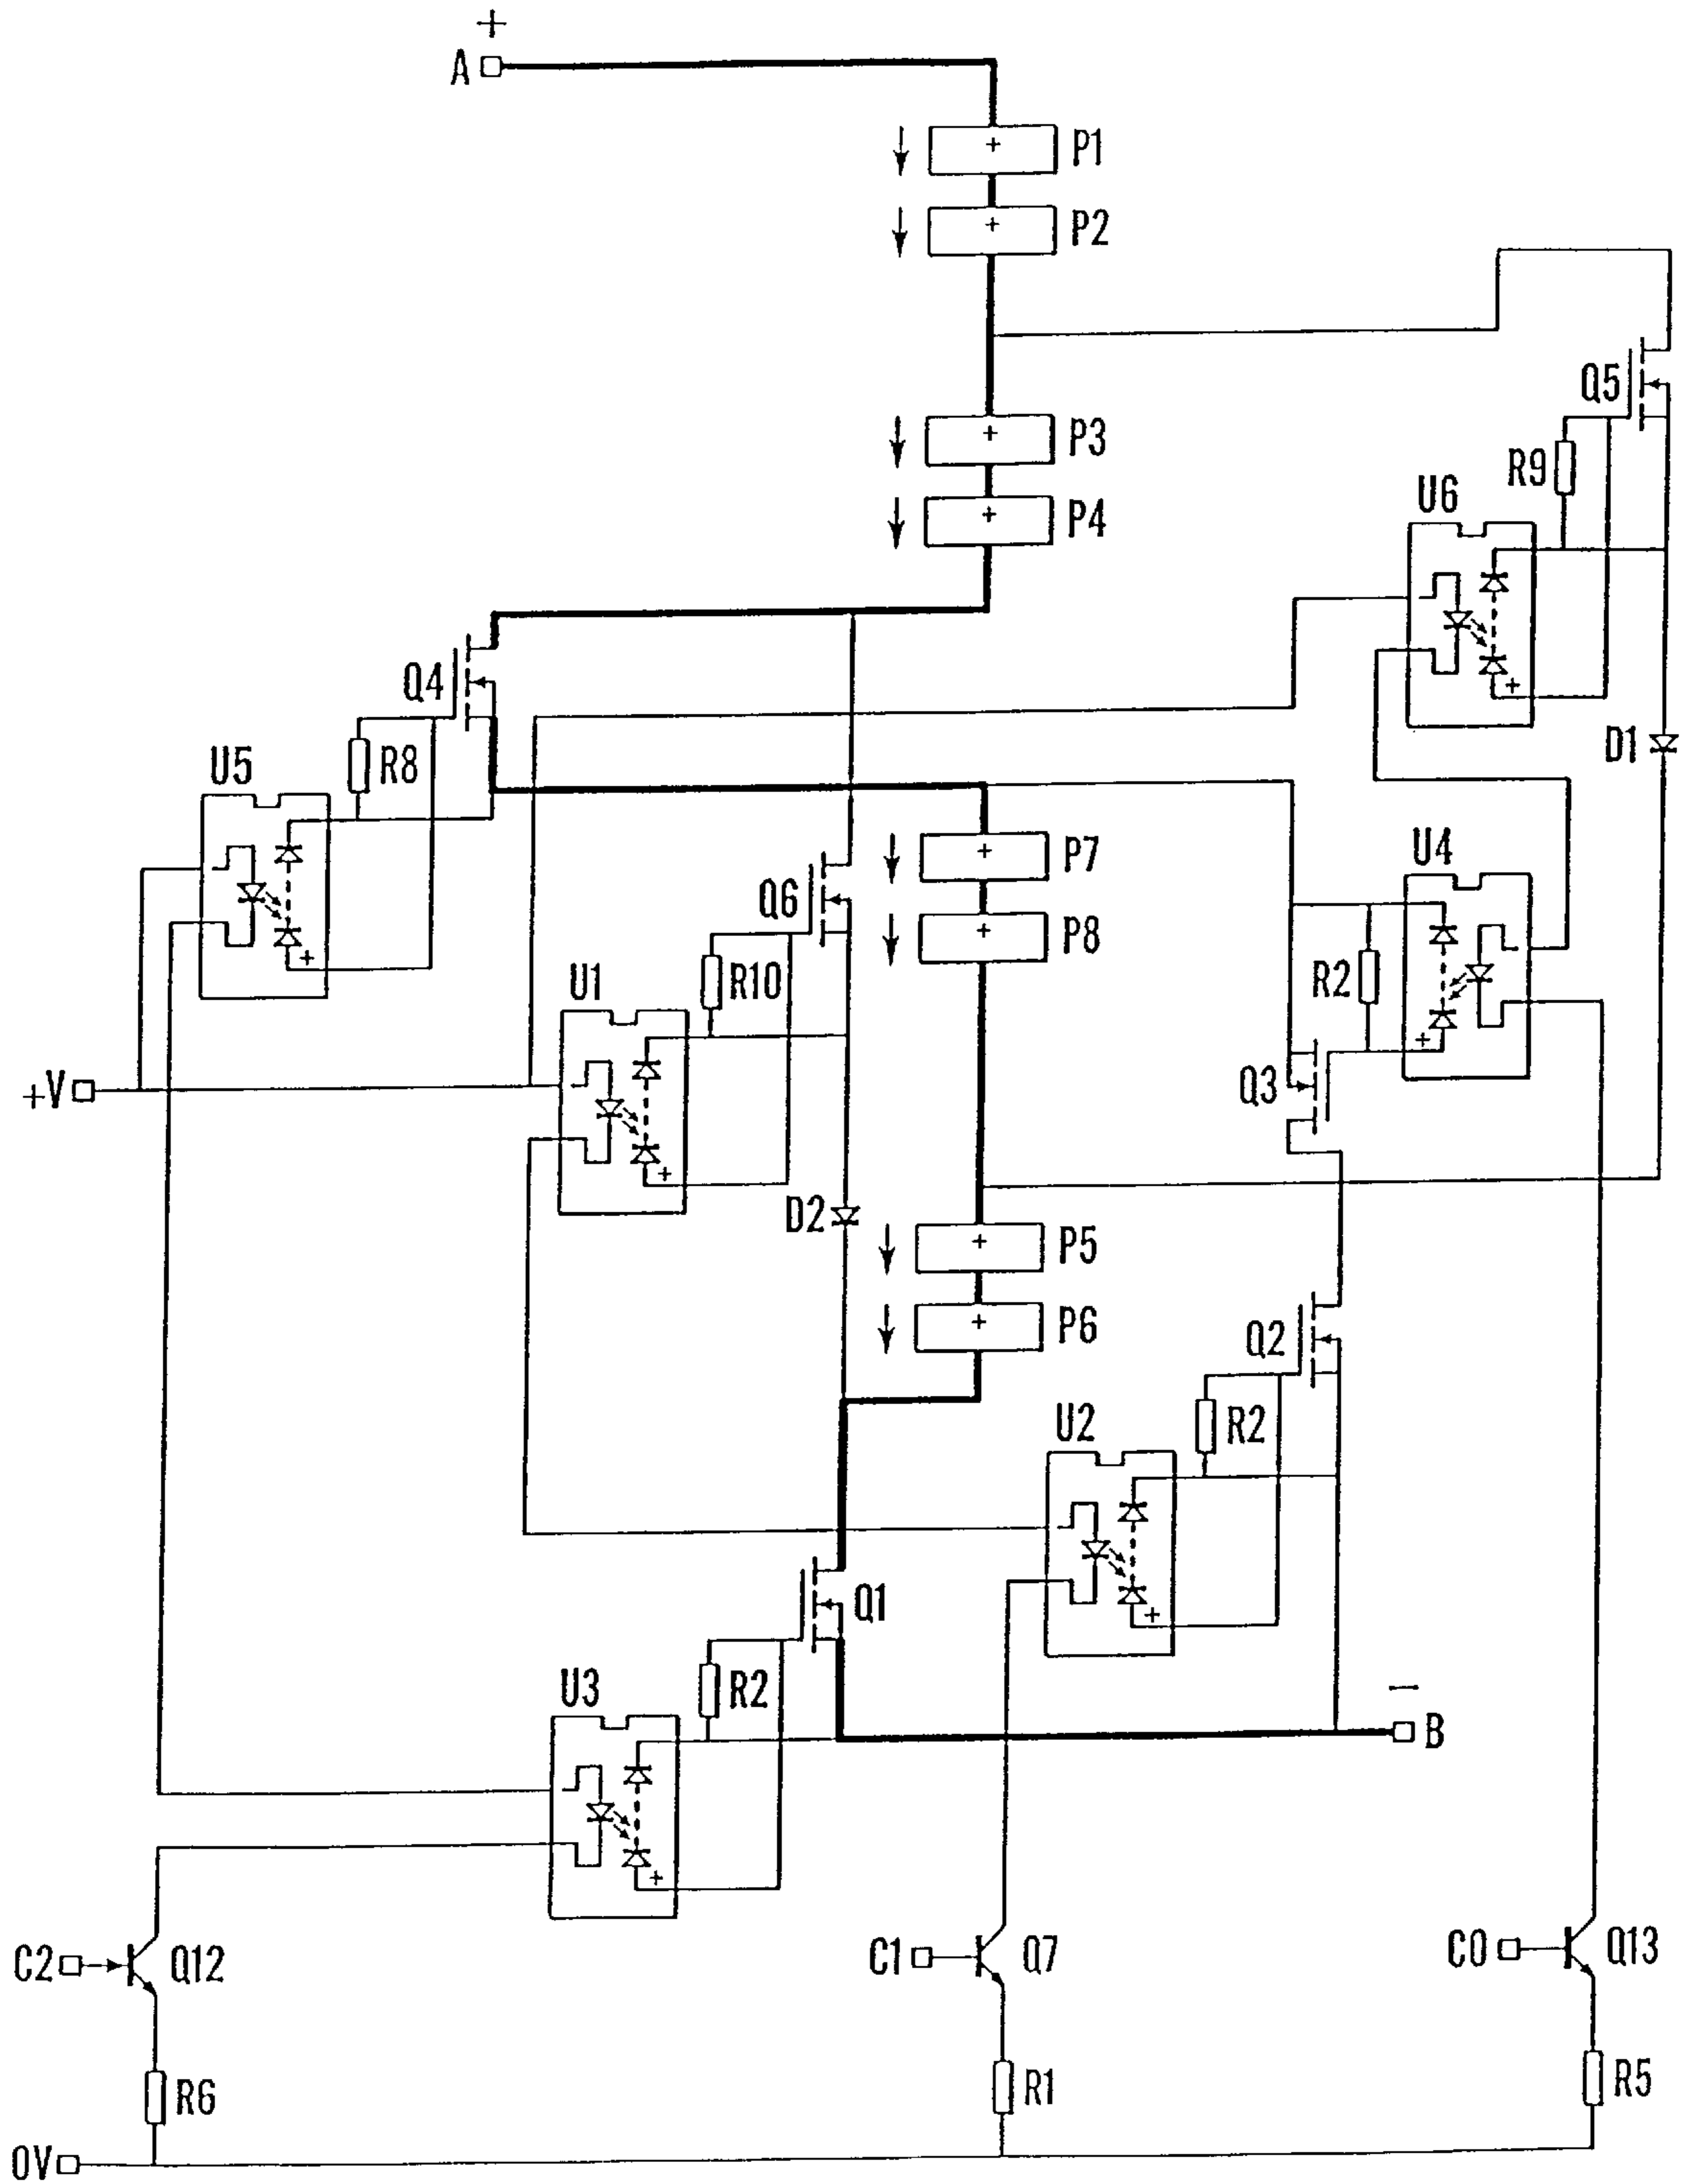 +
A
+ P1
+ P2
+ P3
Q5
R9
+ P4
U6
Q4
+
D1
U5
R8
+ P7
U4
Q6
+ P8
+
R10
R2
U1
+
+V
Q3
+
D2
+ P5
+ P6
Q2
U2
R2
Q1
+
R2
U3
−
B
+
C2
Q12
C1
Q7
C0
Q13
R6
R1
R5
0V